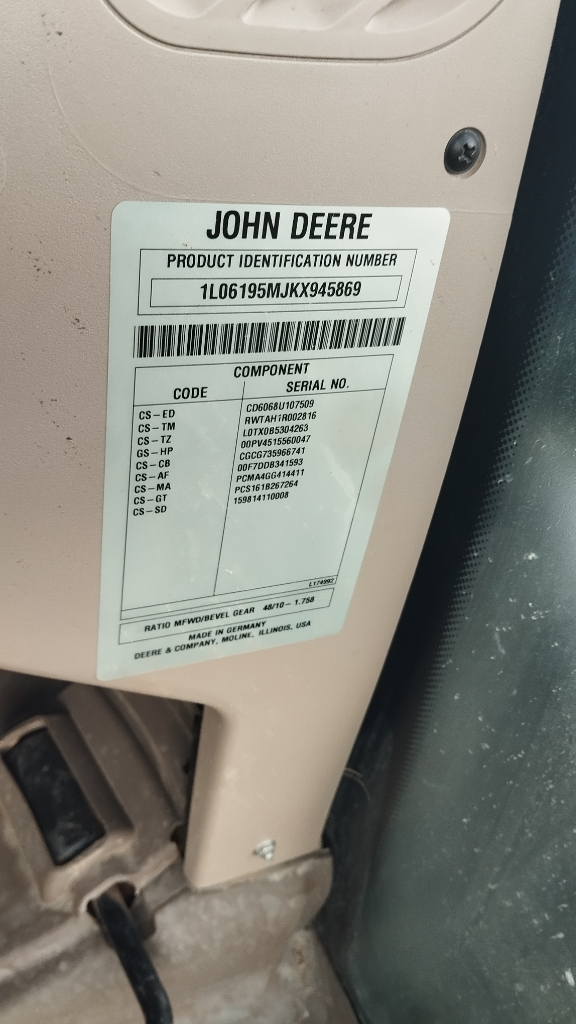 JOHN DEERE
PRODUCT IDENTIFICATION NUMBER
1L06195MJKX945869
COMPONENT
CODE SERIAL NO.
CS-ED CD6068U107509
CS-TM RWTAH1R002816
CS-TZ L0TX0B5304263
GS-HP 00PV4515560047
CS-CB CGCG735966741
CS-AF 00F7DDB341593
CS-MA PCMA4GG414411
CS-GT PCS161B267264
CS-SD 159814110008
L174992
RATIO MFWD/BEVEL GEAR 48/10-1.758
MADE IN GERMANY
DEERE & COMPANY, MOLINE, ILLINOIS, USA